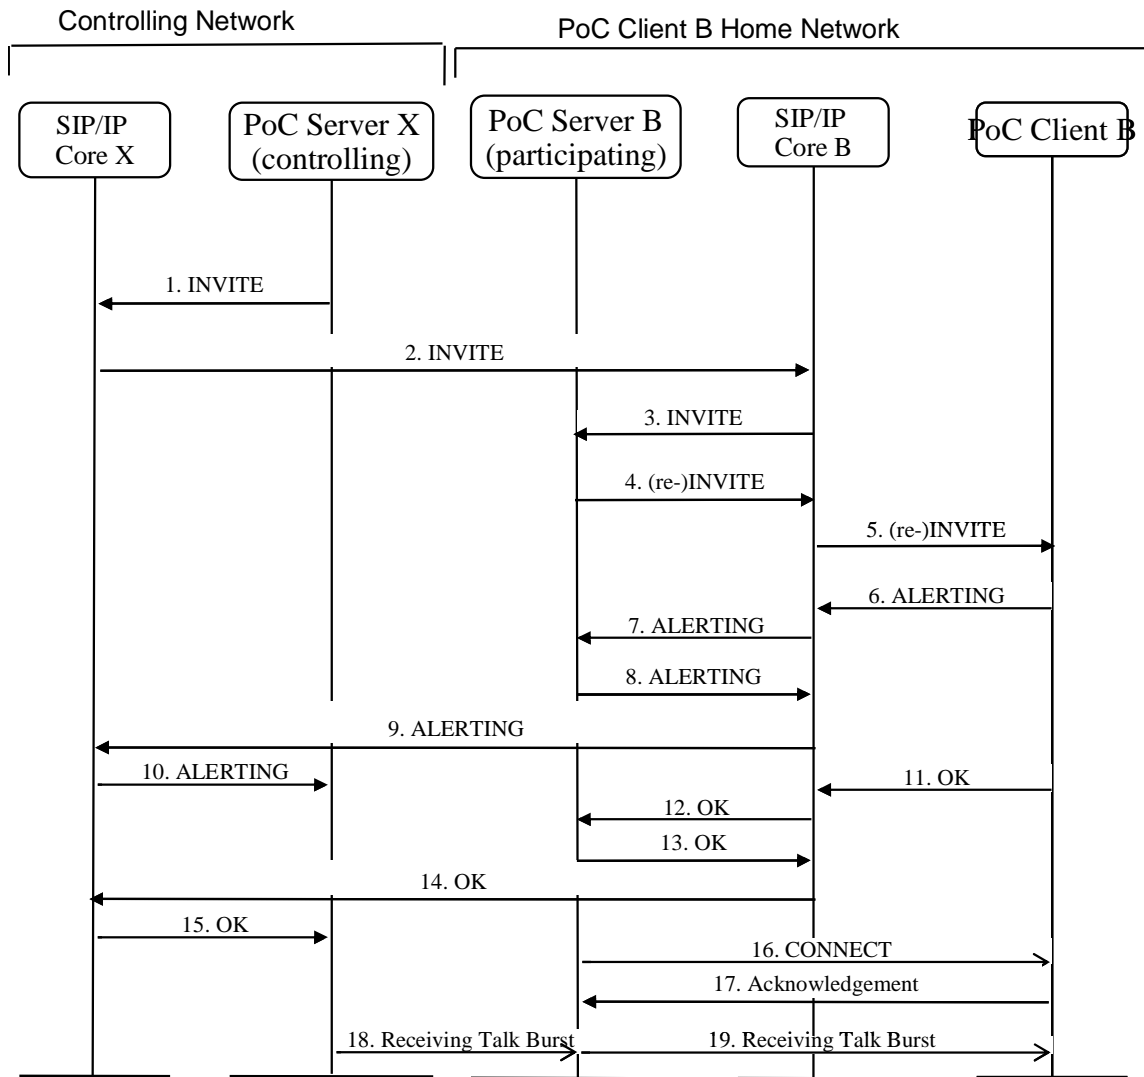 Controlling Network
PoC Client B Home Network
SIP/IP
Core X
PoC Server X
(controlling)
PoC Server B
(participating)
SIP/IP
Core B
PoC Client B
1. INVITE
2. INVITE
3. INVITE
4. (re-)INVITE
5. (re-)INVITE
6. ALERTING
7. ALERTING
8. ALERTING
9. ALERTING
10. ALERTING
11. OK
12. OK
13. OK
14. OK
15. OK
16. CONNECT
17. Acknowledgement
18. Receiving Talk Burst
19. Receiving Talk Burst